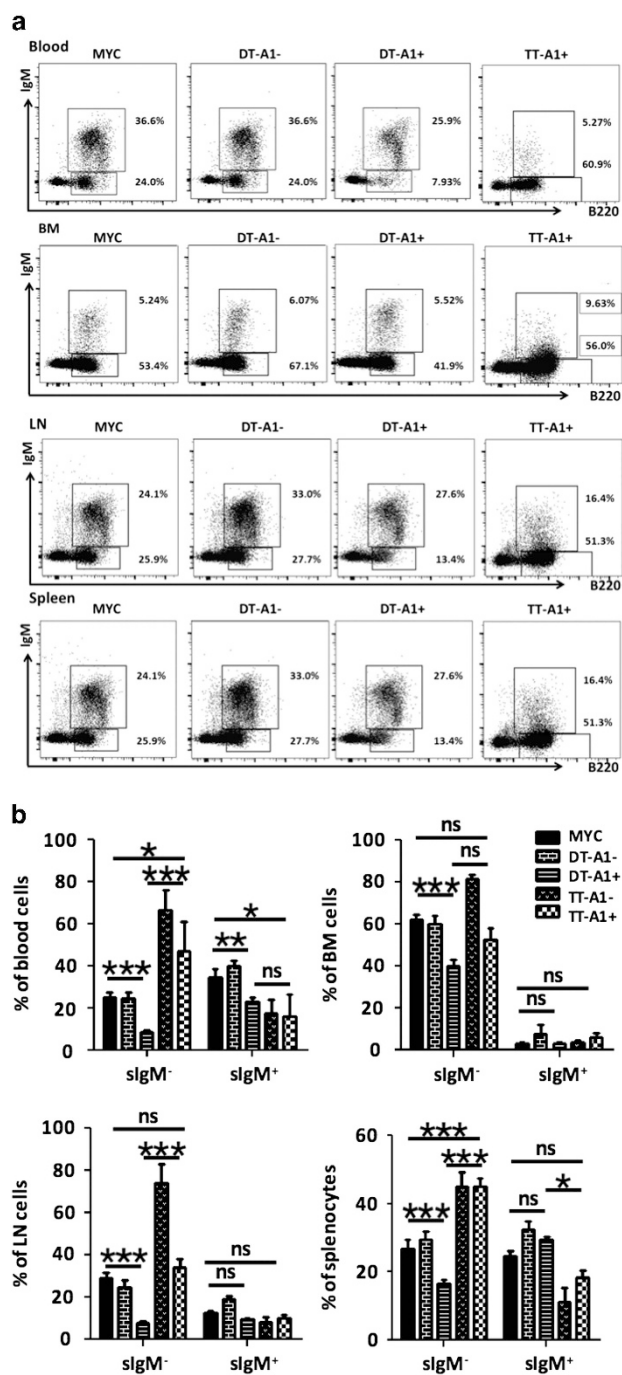 a
Blood
MYC DT-A1- DT-A1+ TT-A1+
IgM
36.6% 36.6% 25.9% 5.27%
24.0% 24.0% 7.93% 60.9%
B220
BM
MYC DT-A1- DT-A1+ TT-A1+
IgM
5.24% 6.07% 5.52% 9.63%
53.4% 67.1% 41.9% 56.0%
B220
LN
MYC DT-A1- DT-A1+ TT-A1+
IgM
24.1% 33.0% 27.6% 16.4%
25.9% 27.7% 13.4% 51.3%
B220
Spleen
MYC DT-A1- DT-A1+ TT-A1+
IgM
24.1% 33.0% 27.6% 16.4%
25.9% 27.7% 13.4% 51.3%
B220
b
% of blood cells
100
80
60
40
20
0
*
***
***
*
**
ns
sIgM⁻ sIgM⁺
% of BM cells
100
80
60
40
20
0
ns
ns
***
ns
ns
sIgM⁻ sIgM⁺
MYC
DT-A1-
DT-A1+
TT-A1-
TT-A1+
% of LN cells
100
80
60
40
20
0
ns
***
***
ns
ns
sIgM⁻ sIgM⁺
% of splenocytes
60
40
20
0
***
***
***
ns
ns
*
sIgM⁻ sIgM⁺